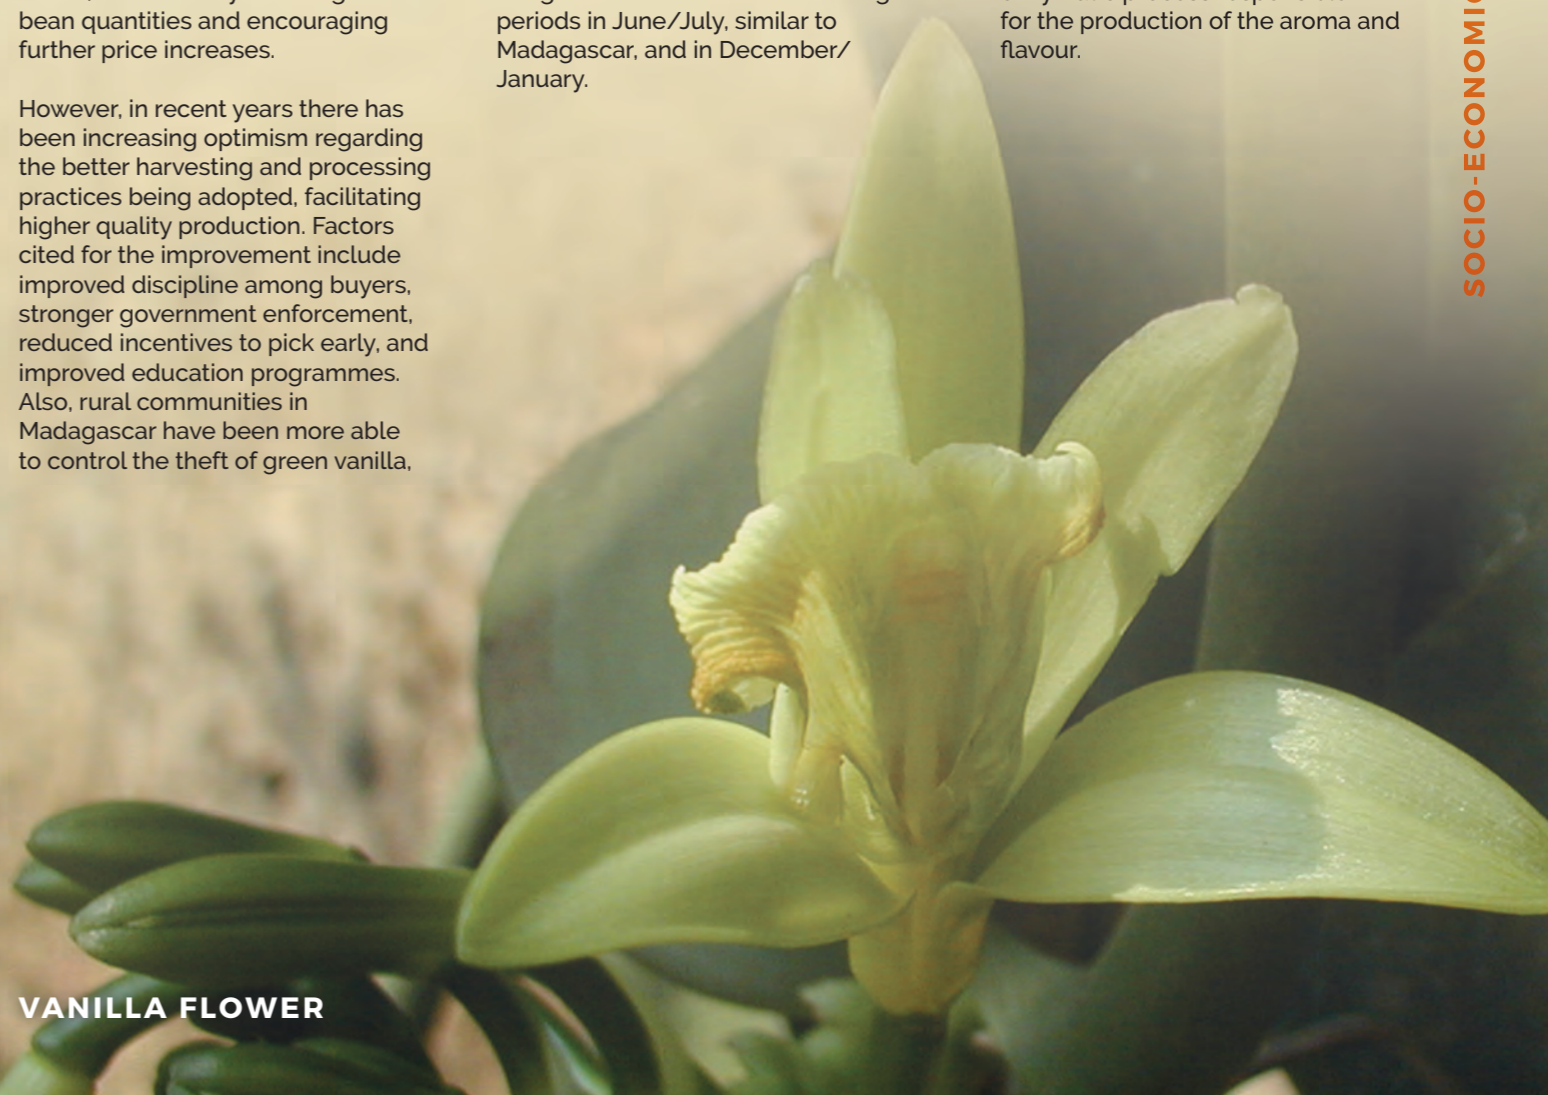 bean quantities and encouraging
further price increases.
However, in recent years there has
been increasing optimism regarding
the better harvesting and processing
practices being adopted, facilitating
higher quality production. Factors
cited for the improvement include
improved discipline among buyers,
stronger government enforcement,
reduced incentives to pick early, and
improved education programmes.
Also, rural communities in
Madagascar have been more able
to control the theft of green vanilla,
periods in June/July, similar to
Madagascar, and in December/
January.
for the production of the aroma and
flavour.
SOCIO-ECONOMIC
VANILLA FLOWER